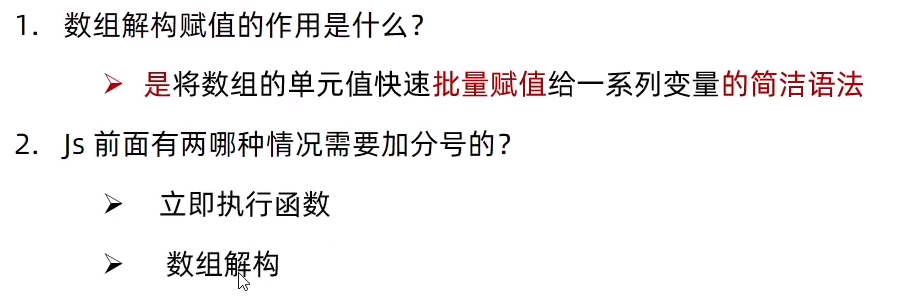 1. 数组解构赋值的作用是什么？
➢ 是将数组的单元值快速批量赋值给一系列变量的简洁语法
2. Js 前面有两哪种情况需要加分号的？
➢ 立即执行函数
➢ 数组解构